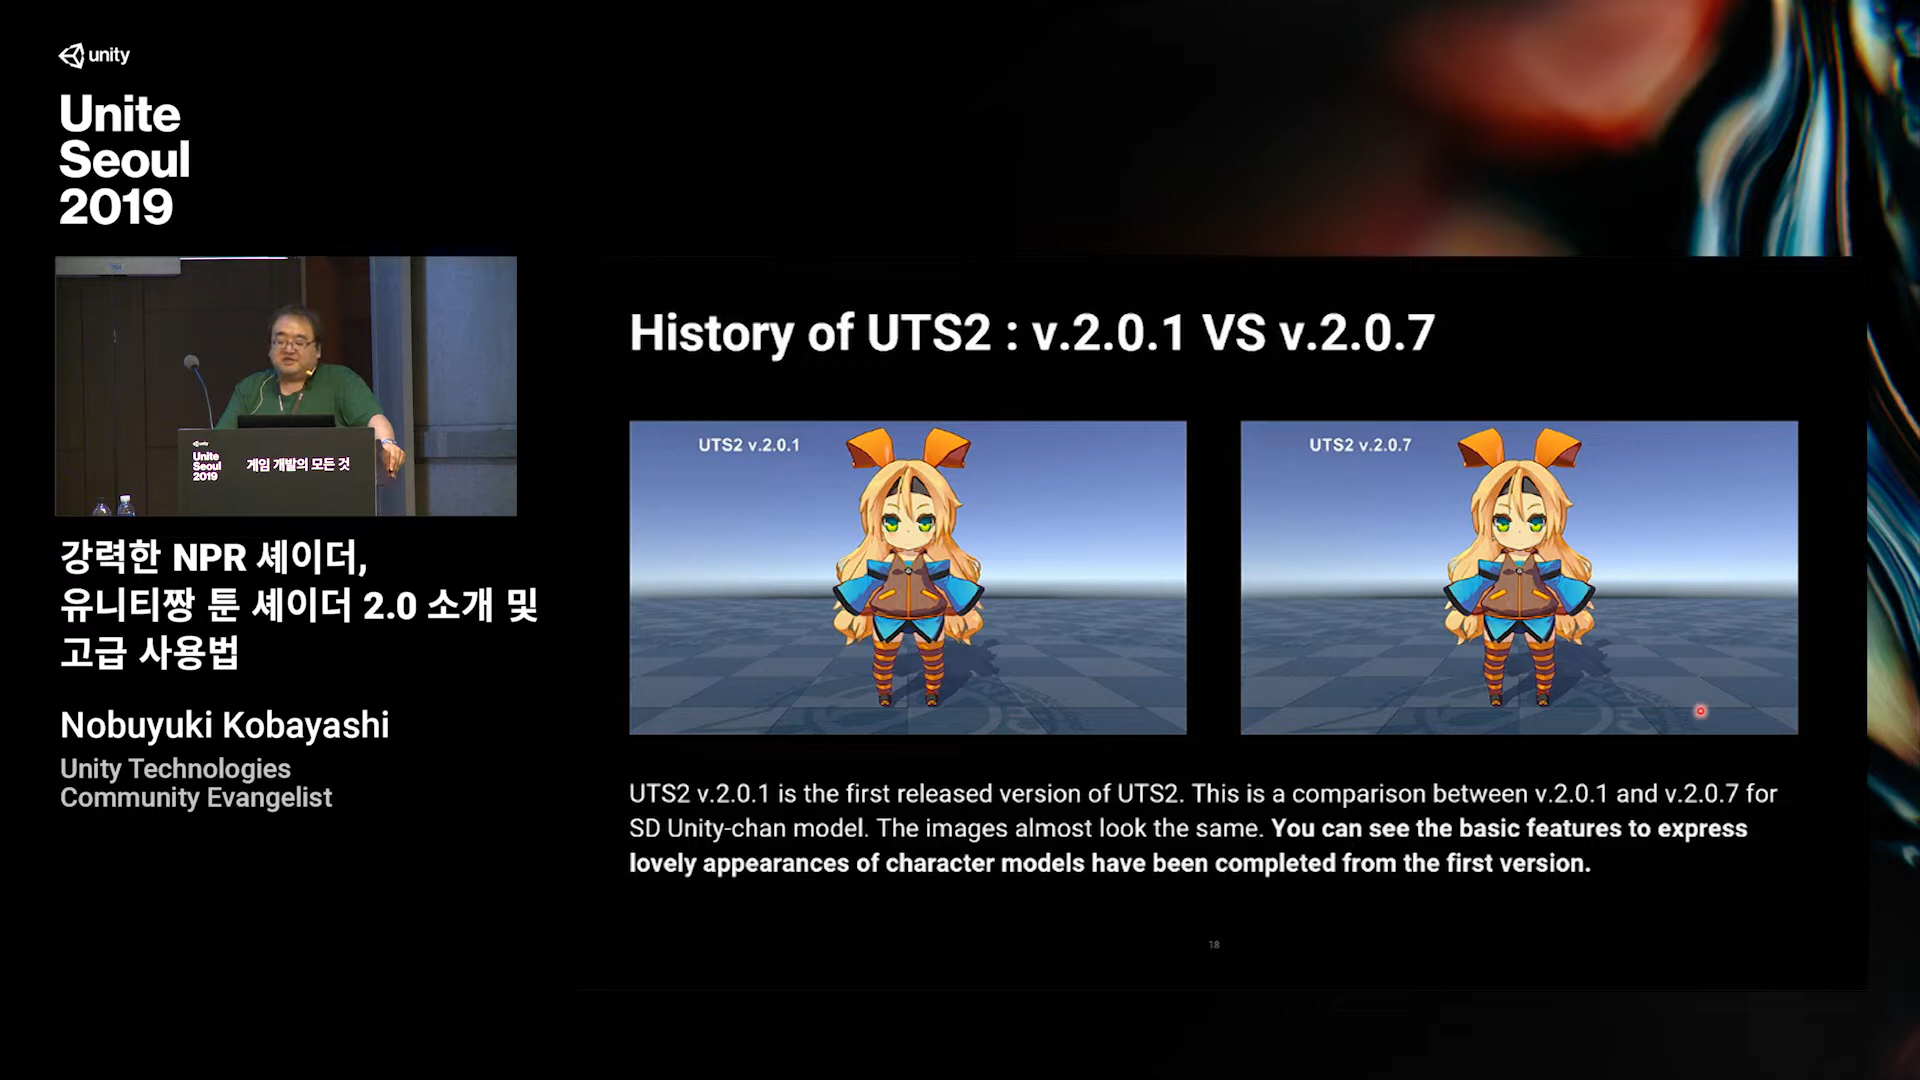 unity
Unite
Seoul
2019
unity
Unite
Seoul
2019
게임 개발의 모든 것
강력한 NPR 셰이더,
유니티짱 툰 셰이더 2.0 소개 및
고급 사용법
Nobuyuki Kobayashi
Unity Technologies
Community Evangelist
History of UTS2 : v.2.0.1 VS v.2.0.7
UTS2 v.2.0.1
UTS2 v.2.0.7
UTS2 v.2.0.1 is the first released version of UTS2. This is a comparison between v.2.0.1 and v.2.0.7 for
SD Unity-chan model. The images almost look the same. You can see the basic features to express
lovely appearances of character models have been completed from the first version.
18